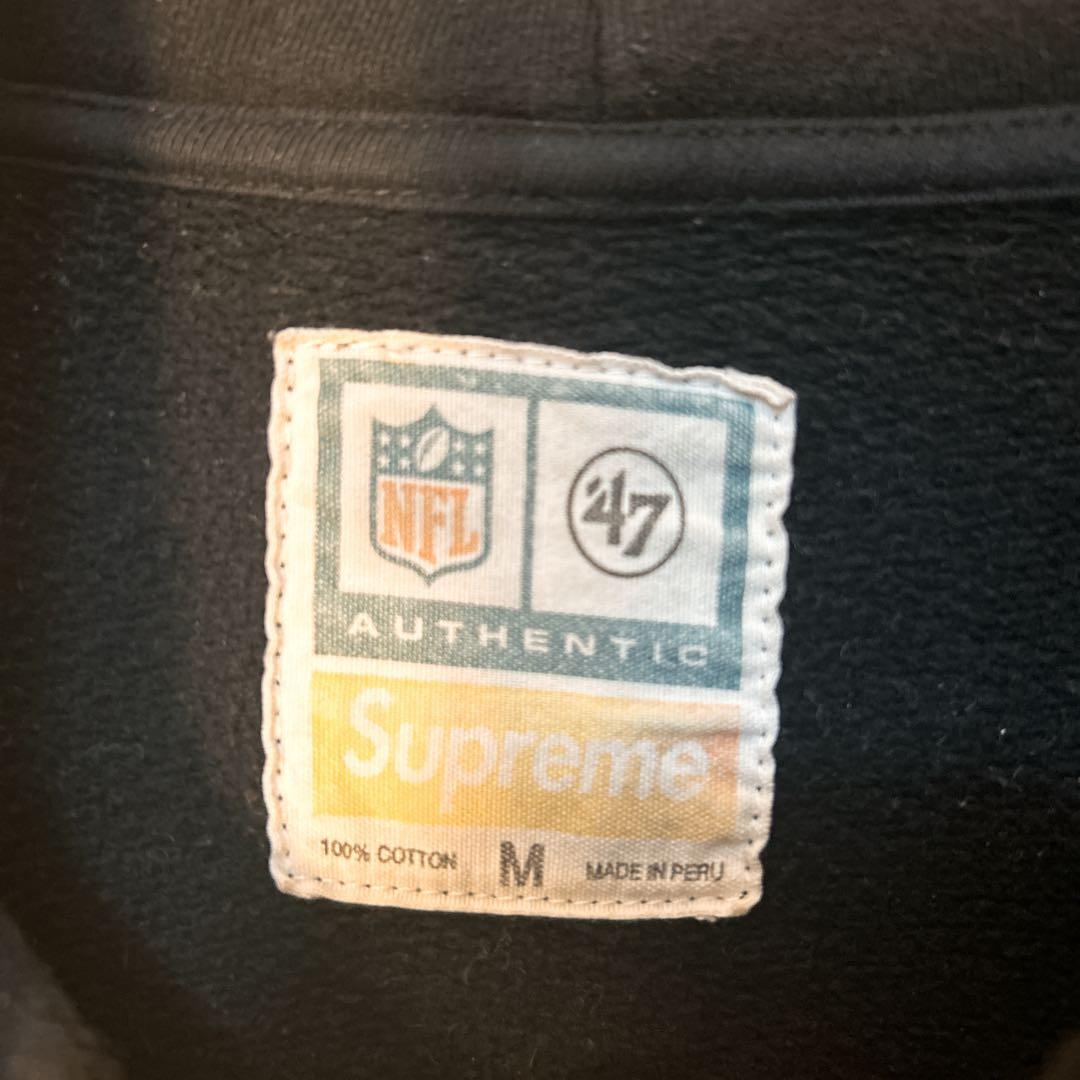 NFL
'47
AUTHENTIC
Supreme
100% COTTON M MADE IN PERU